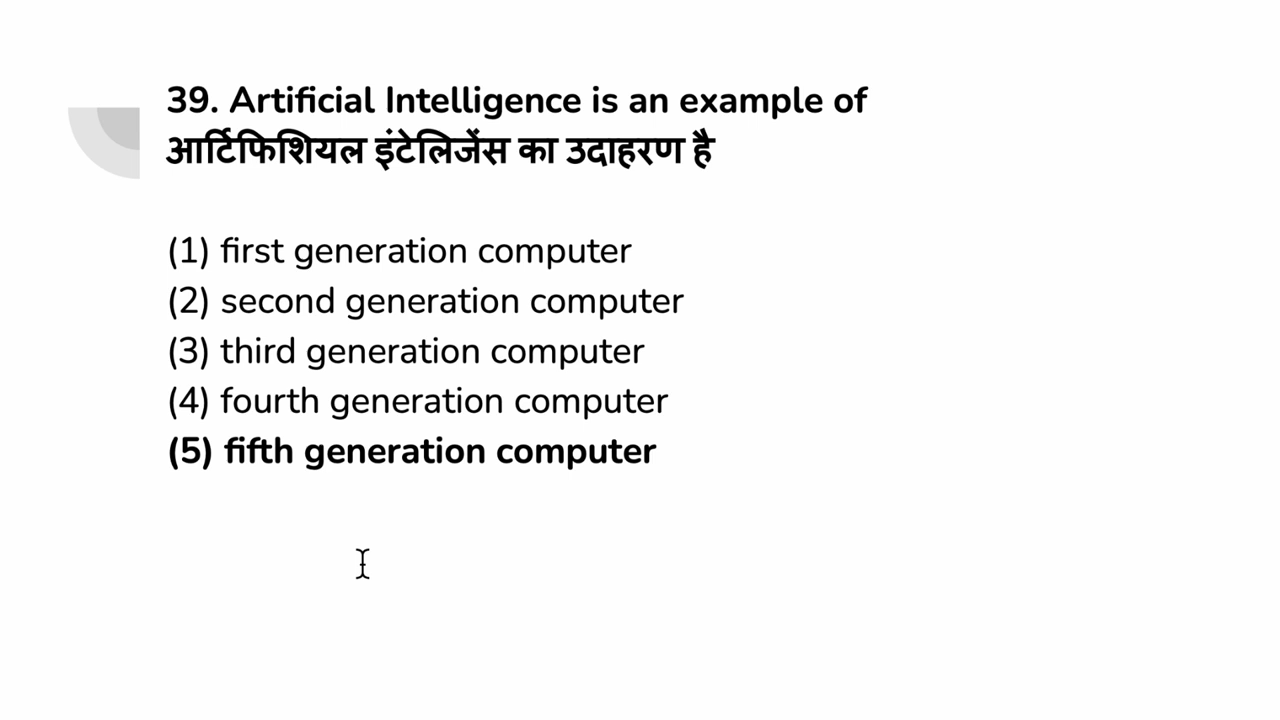 39. Artificial Intelligence is an example of
आर्टिफिशियल इंटेलिजेंस का उदाहरण है
(1) first generation computer
(2) second generation computer
(3) third generation computer
(4) fourth generation computer
(5) fifth generation computer